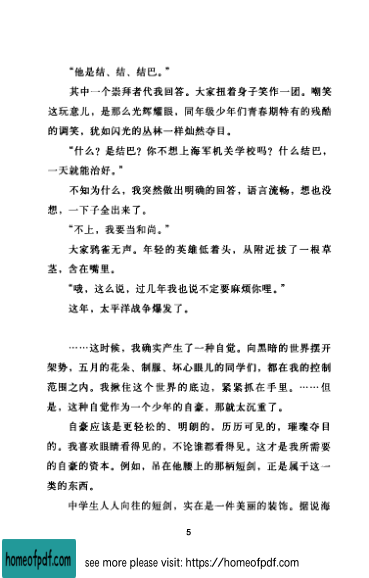 “他是结、结、结巴。”
其中一个崇拜者代我回答。大家扭着身子笑作一团。嘲笑
这玩意儿，是那么光辉耀眼，同年级少年们青春期特有的残酷
的调笑，犹如闪光的丛林一样灿然夺目。
“什么？是结巴？你不想上海军机关学校吗？什么结巴，
一天就能治好。”
不知为什么，我突然做出明确的回答，语言流畅，想也没
想，一下子全出来了。
“不上，我要当和尚。”
大家鸦雀无声。年轻的英雄低着头，从附近拔了一根草
茎，含在嘴里。
“哦，这么说，过几年我也说不定要麻烦你哩。”
这年，太平洋战争爆发了。
……这时候，我确实产生了一种自觉。向黑暗的世界摆开
架势，五月的花朵、制服、坏心眼儿的同学们，都在我的控制
范围之内。我揪住这个世界的底边，紧紧抓在手里。……但
是，这种自觉作为一个少年的自豪，那就太沉重了。
自豪应该是更轻松的、明朗的，历历可见的，璀璨夺目
的。我喜欢眼睛看得见的，不论谁都看得见。这才是我所需要
的自豪的资本。例如，吊在他腰上的那柄短剑，正是属于这一
类的东西。
中学生人人向往的短剑，实在是一件美丽的装饰。据说海
5
homeofpdf.com
see more please visit: https://homeofpdf.com